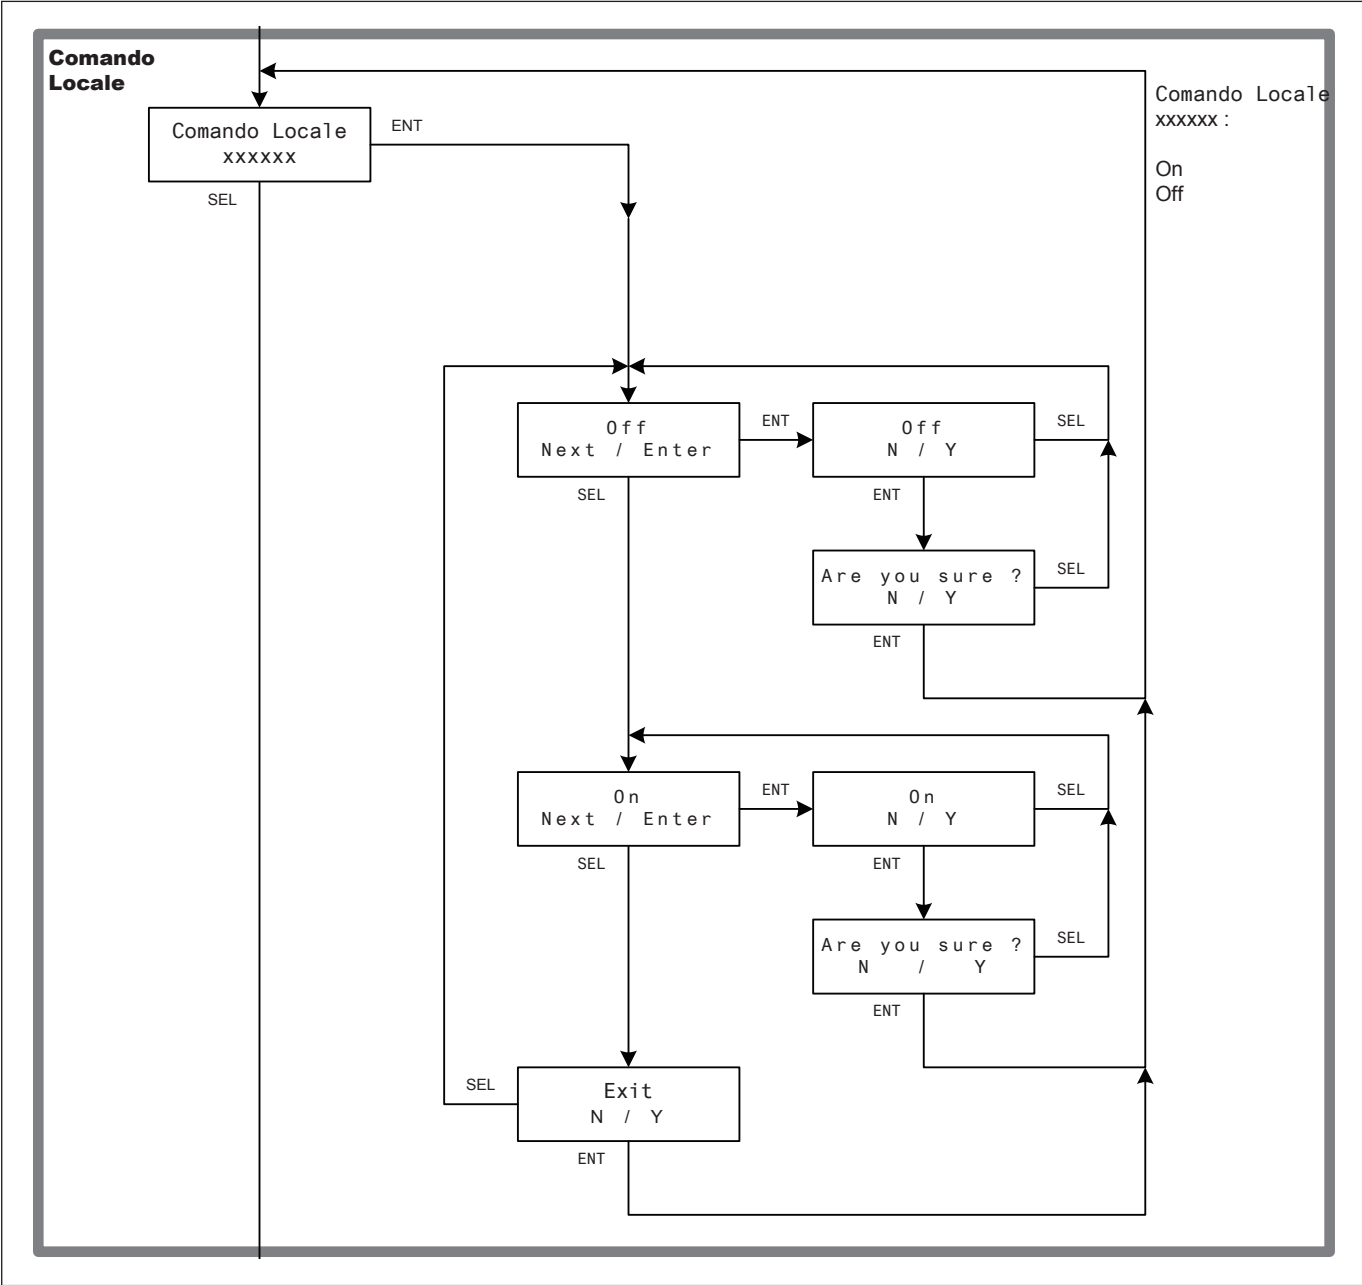 Comando
Locale
Comando Locale
xxxxxx
ENT
SEL
Comando Locale
xxxxxx :
On
Off
Off
Next / Enter
ENT
SEL
Off
N / Y
SEL
ENT
Are you sure ?
N / Y
SEL
ENT
On
Next / Enter
ENT
SEL
On
N / Y
SEL
ENT
Are you sure ?
N / Y
SEL
ENT
Exit
N / Y
SEL
ENT